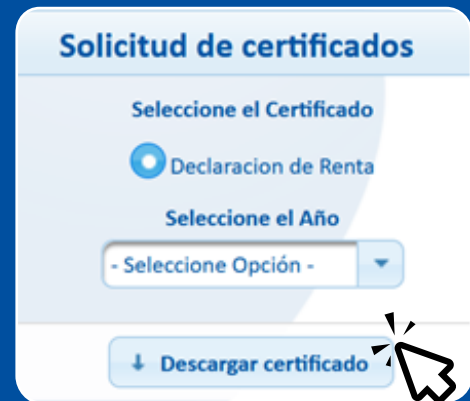 Solicitud de certificados
Seleccione el Certificado
Declaracion de Renta
Seleccione el Año
- Seleccione Opción -
Descargar certificado